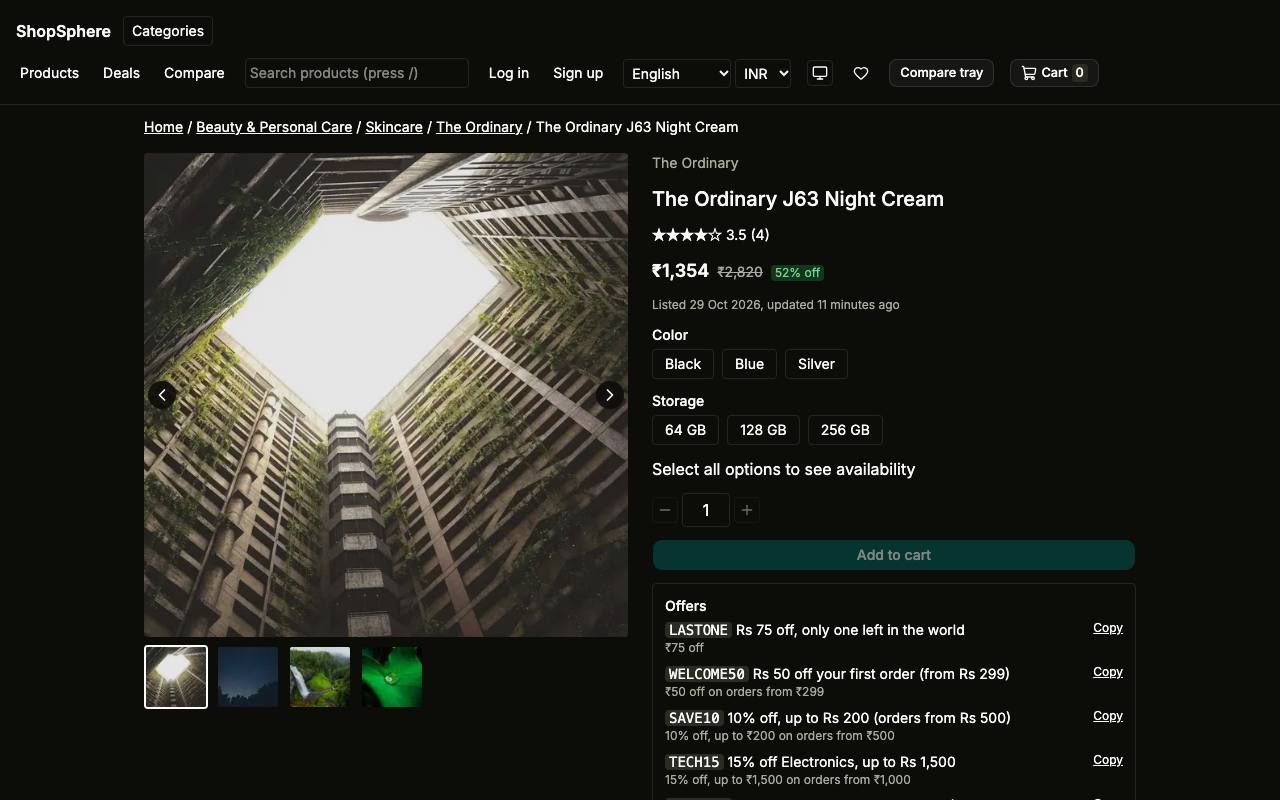 ShopSphere Categories
Products Deals Compare Search products (press /) Log in Sign up English INR Compare tray Cart 0
Home / Beauty & Personal Care / Skincare / The Ordinary / The Ordinary J63 Night Cream
The Ordinary
The Ordinary J63 Night Cream
★★★★☆ 3.5 (4)
₹1,354 ₹2,820 52% off
Listed 29 Oct 2026, updated 11 minutes ago
Color
Black Blue Silver
Storage
64 GB 128 GB 256 GB
Select all options to see availability
1
Add to cart
Offers
LASTONE Rs 75 off, only one left in the world Copy
₹75 off
WELCOME50 Rs 50 off your first order (from Rs 299) Copy
₹50 off on orders from ₹299
SAVE10 10% off, up to Rs 200 (orders from Rs 500) Copy
10% off, up to ₹200 on orders from ₹500
TECH15 15% off Electronics, up to Rs 1,500 Copy
15% off, up to ₹1,500 on orders from ₹1,000